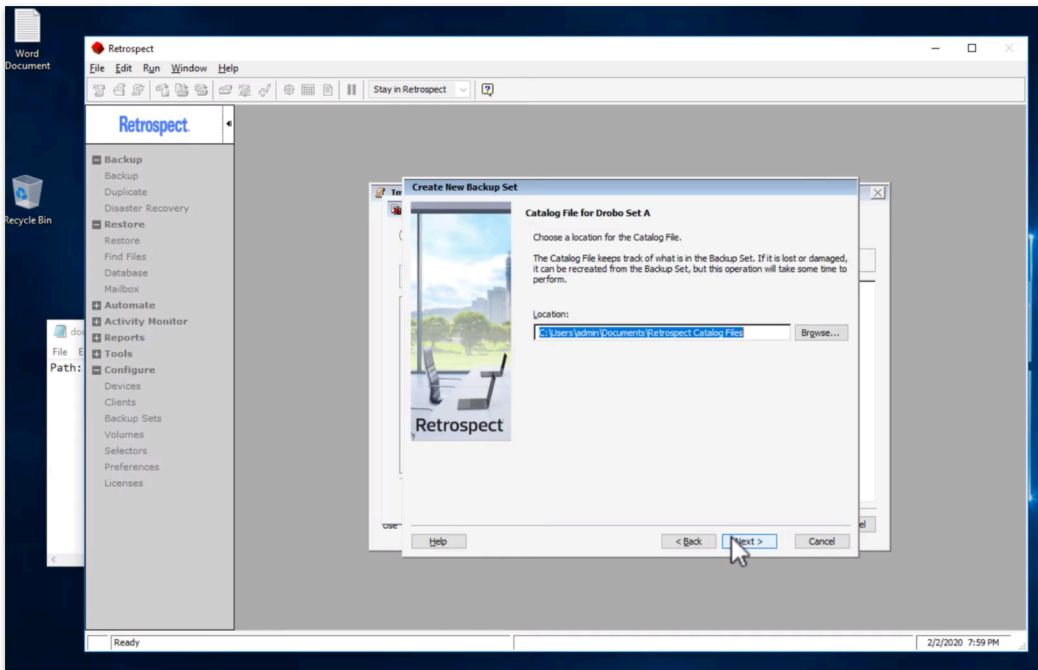 Word
Document
Recycle Bin
File E
Path:
Retrospect
File Edit Run Window Help
Stay in Retrospect
Retrospect
Backup
Backup
Duplicate
Disaster Recovery
Restore
Restore
Find Files
Database
Mailbox
Automate
Activity Monitor
Reports
Tools
Configure
Devices
Clients
Backup Sets
Volumes
Selectors
Preferences
Licenses
Create New Backup Set
Catalog File for Drobo Set A
Choose a location for the Catalog File.
The Catalog File keeps track of what is in the Backup Set. If it is lost or damaged,
it can be recreated from the Backup Set, but this operation will take some time to
perform.
Location:
C:\Users\admin\Documents\Retrospect Catalog Files
Browse...
Retrospect
Help
< Back
Next >
Cancel
Ready
2/2/2020 7:59 PM